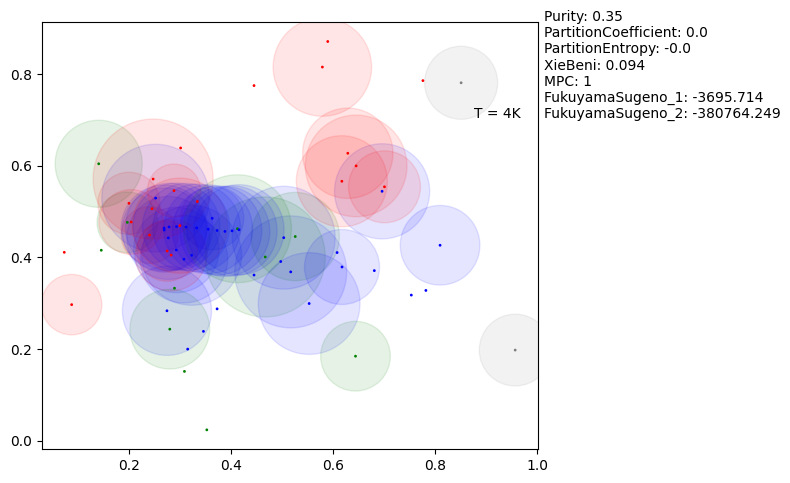 Purity: 0.35
PartitionCoefficient: 0.0
PartitionEntropy: -0.0
XieBeni: 0.094
MPC: 1
FukuyamaSugeno_1: -3695.714
FukuyamaSugeno_2: -380764.249
T = 4K
0.8
0.6
0.4
0.2
0.0
0.2 0.4 0.6 0.8 1.0